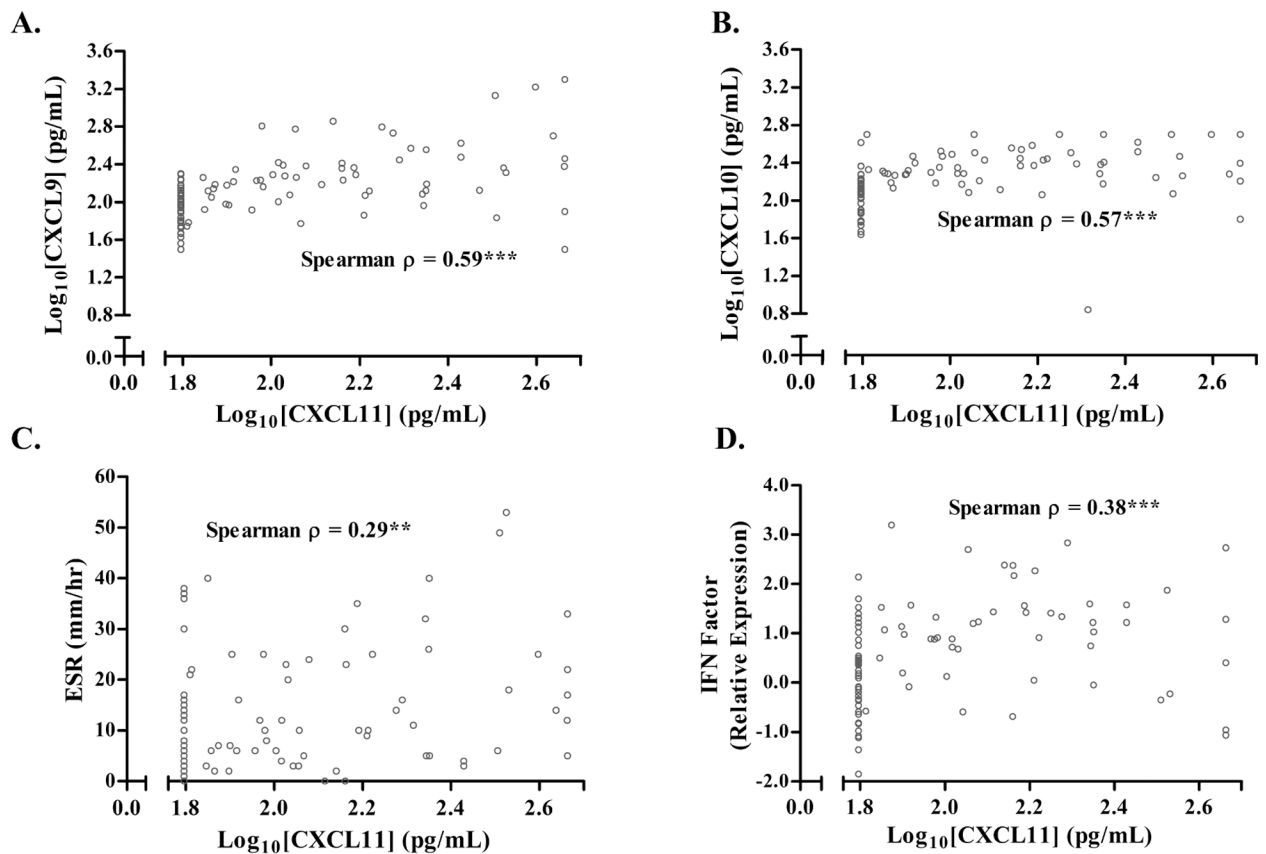 A.
Log10[CXCL9] (pg/mL)
3.6
3.2
2.8
2.4
2.0
1.6
1.2
0.8
0.0
Spearman ρ = 0.59***
0.0 1.8 2.0 2.2 2.4 2.6
Log10[CXCL11] (pg/mL)
B.
Log10[CXCL10] (pg/mL)
3.6
3.2
2.8
2.4
2.0
1.6
1.2
0.8
0.0
Spearman ρ = 0.57***
0.0 1.8 2.0 2.2 2.4 2.6
Log10[CXCL11] (pg/mL)
C.
ESR (mm/hr)
60
50
40
30
20
10
0
Spearman ρ = 0.29**
0.0 1.8 2.0 2.2 2.4 2.6
Log10[CXCL11] (pg/mL)
D.
IFN Factor
(Relative Expression)
4.0
3.0
2.0
1.0
0.0
-1.0
-2.0
Spearman ρ = 0.38***
0.0 1.8 2.0 2.2 2.4 2.6
Log10[CXCL11] (pg/mL)